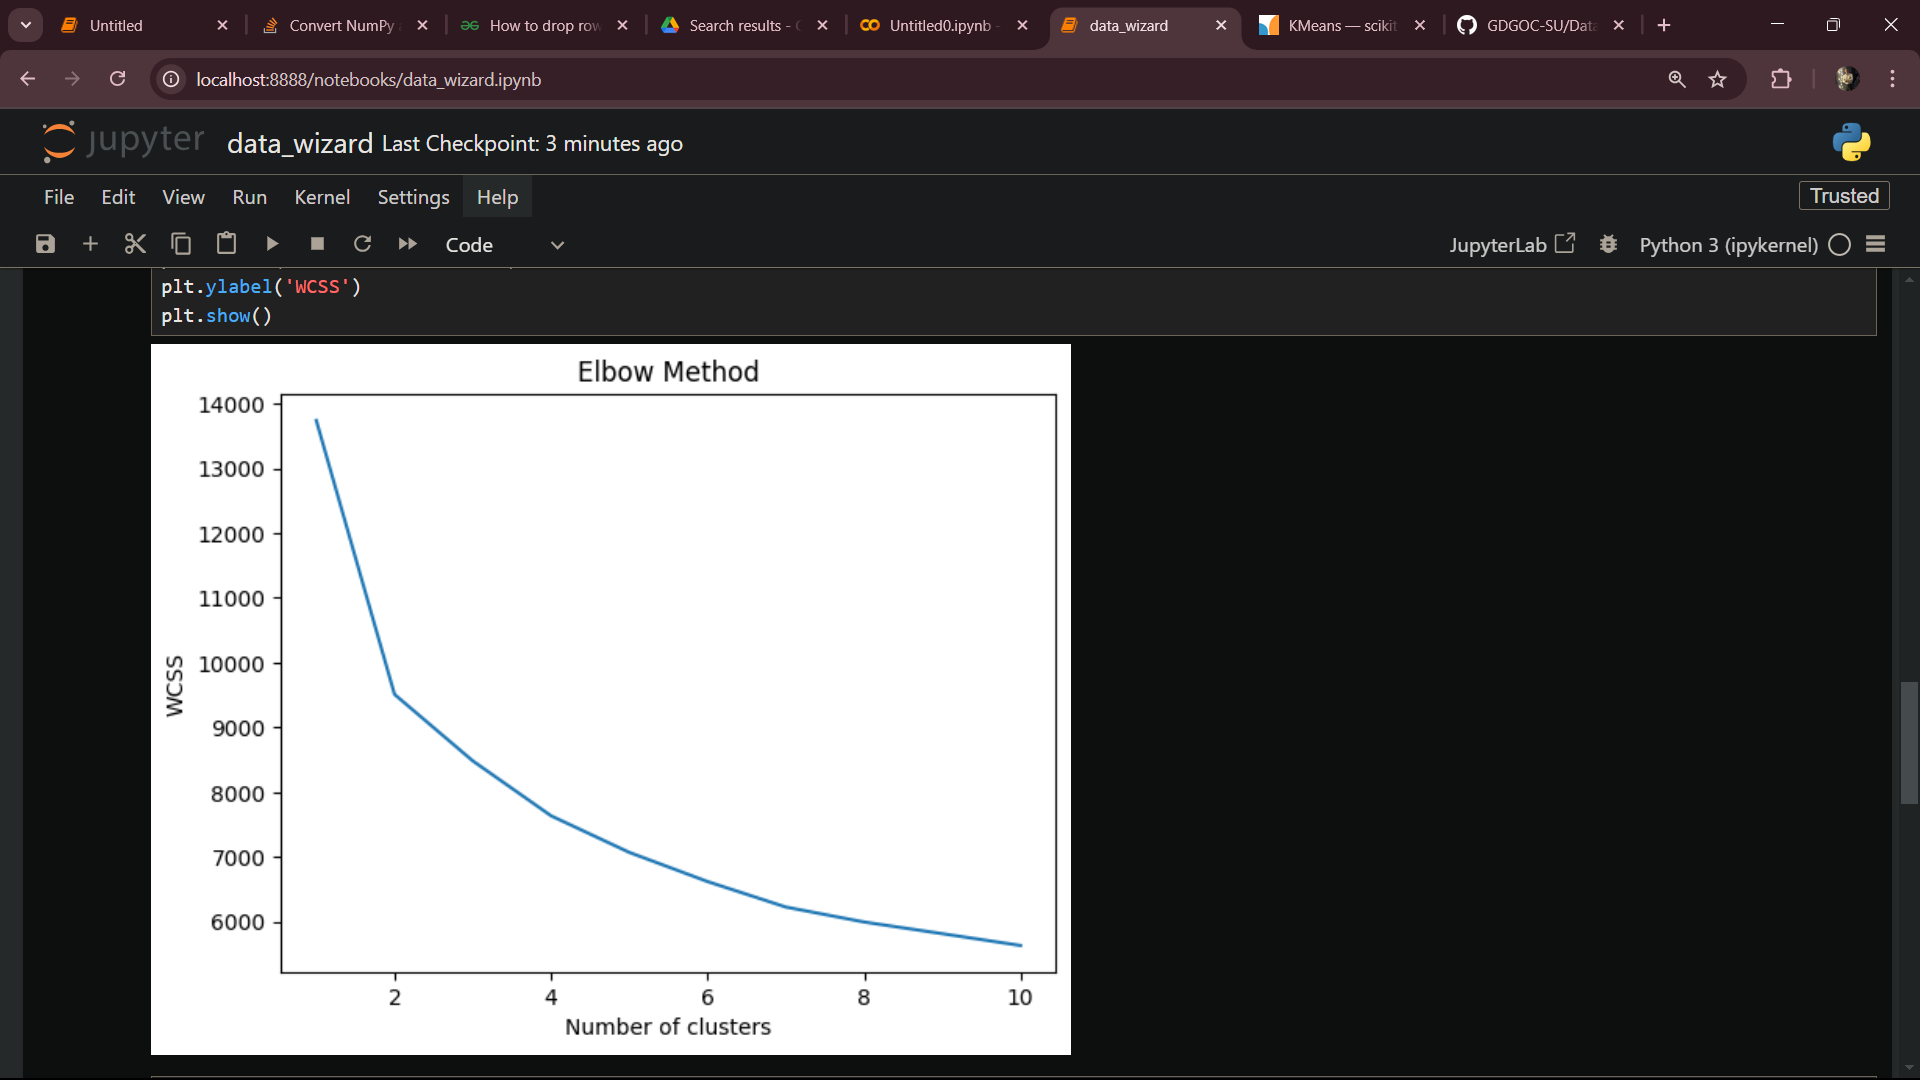 Untitled
Convert NumPy
How to drop row
Search results -
Untitled0.ipynb
data_wizard
KMeans — scikit
GDGOC-SU/Data
localhost:8888/notebooks/data_wizard.ipynb
jupyter data_wizard Last Checkpoint: 3 minutes ago
File Edit View Run Kernel Settings Help Trusted
Code JupyterLab Python 3 (ipykernel)
plt.ylabel('WCSS')
plt.show()
Elbow Method
14000
13000
12000
11000
10000
9000
8000
7000
6000
WCSS
2 4 6 8 10
Number of clusters